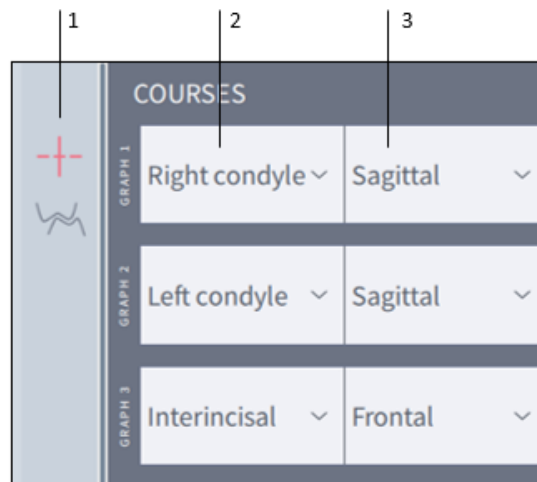 1 2 3
COURSES
GRAPH 1 Right condyle Sagittal
GRAPH 2 Left condyle Sagittal
GRAPH 3 Interincisal Frontal